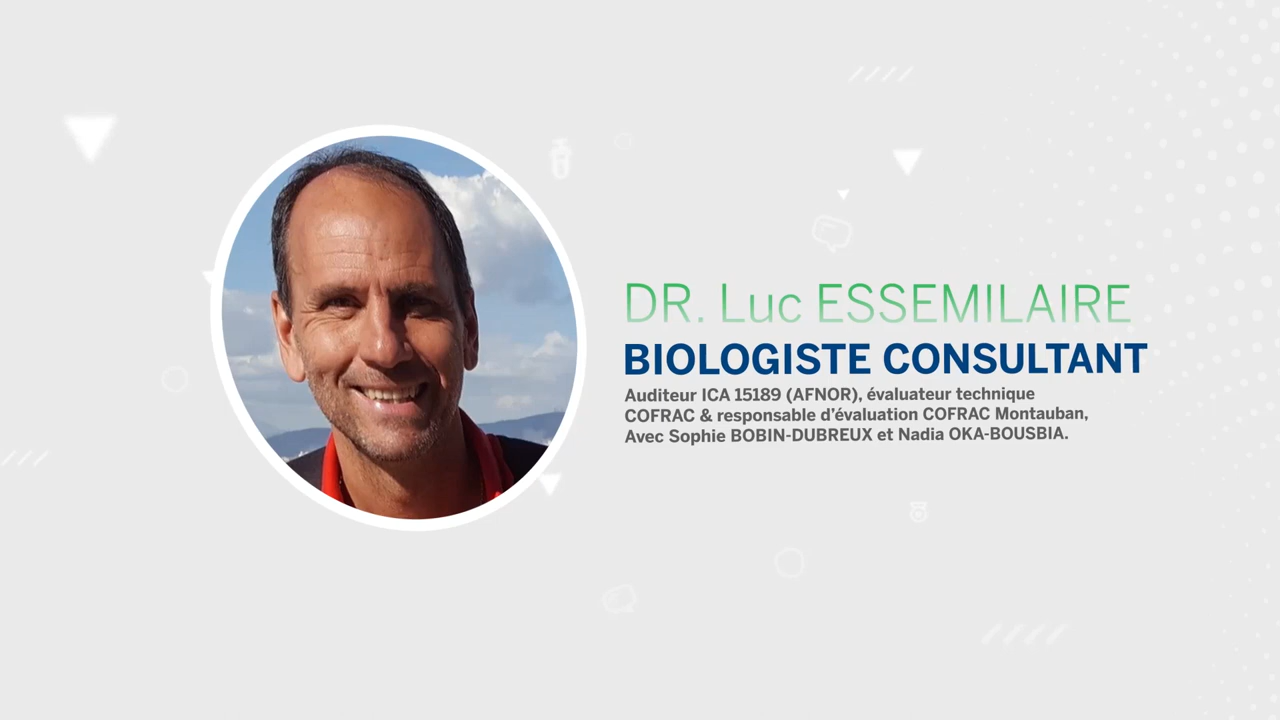 DR. Luc ESSEMILAIRE
BIOLOGISTE CONSULTANT
Auditeur ICA 15189 (AFNOR), évaluateur technique
COFRAC & responsable d’évaluation COFRAC Montauban,
Avec Sophie BOBIN-DUBREUX et Nadia OKA-BOUSBIA.